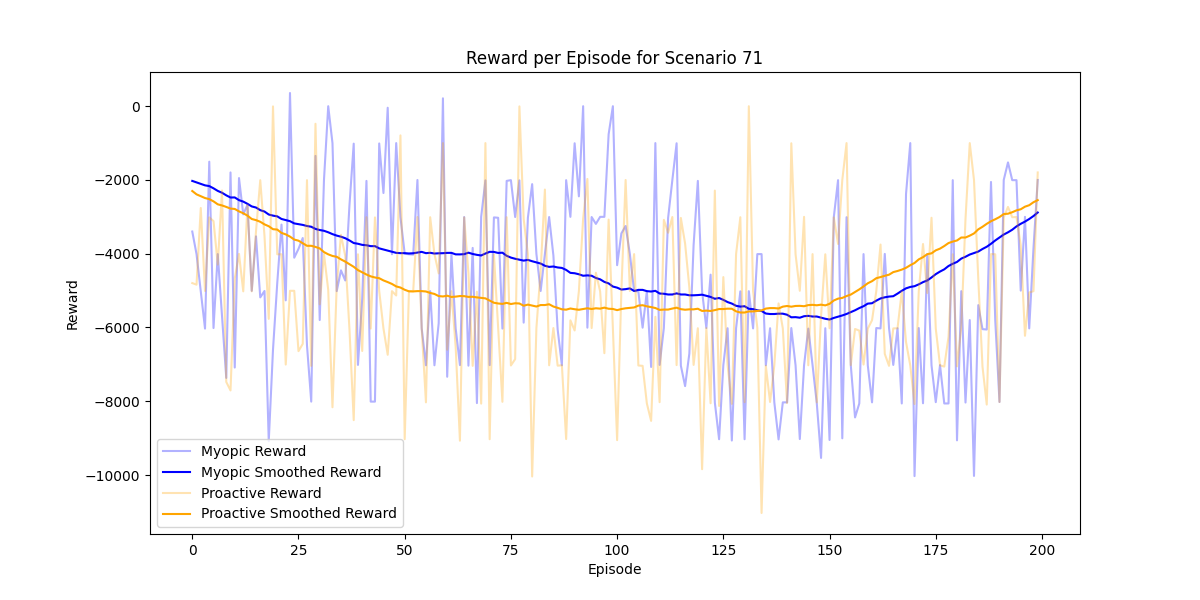 Reward per Episode for Scenario 71
Reward
0
−2000
−4000
−6000
−8000
−10000
Myopic Reward
Myopic Smoothed Reward
Proactive Reward
Proactive Smoothed Reward
0 25 50 75 100 125 150 175 200
Episode